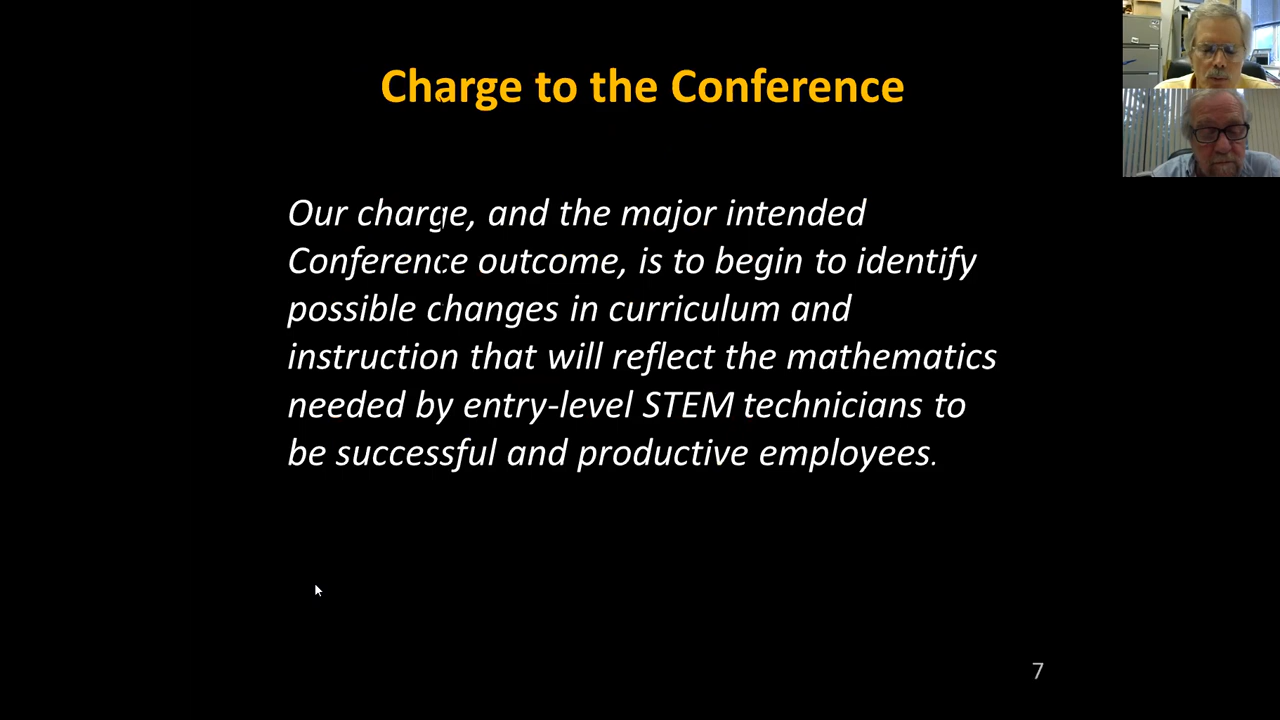 Charge to the Conference
Our charge, and the major intended
Conference outcome, is to begin to identify
possible changes in curriculum and
instruction that will reflect the mathematics
needed by entry-level STEM technicians to
be successful and productive employees.
7